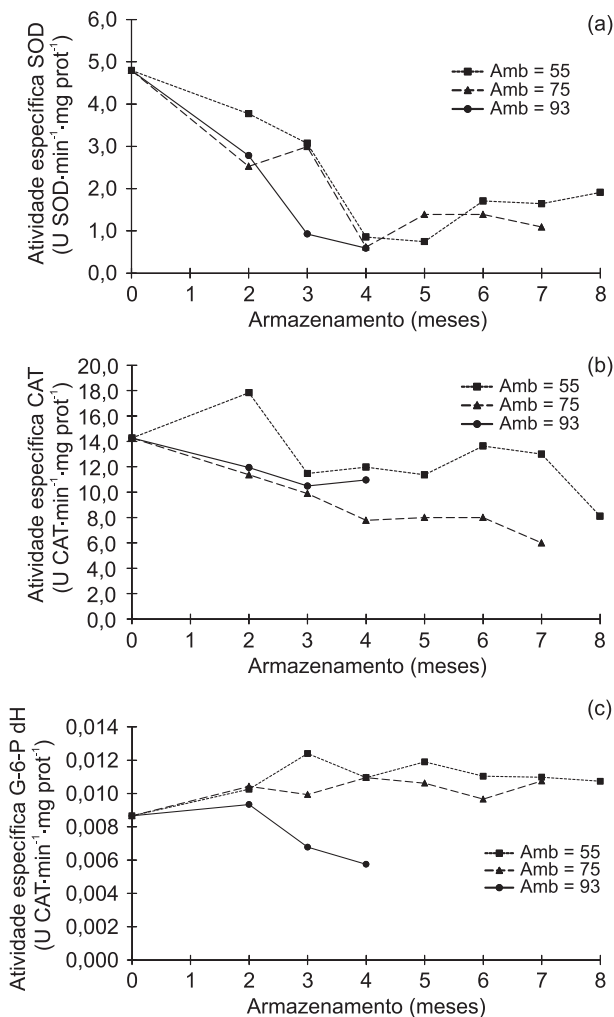 (a)
Atividade específica SOD
(U SOD·min⁻¹·mg prot⁻¹)
6,0
5,0
4,0
3,0
2,0
1,0
0,0
Amb = 55
Amb = 75
Amb = 93
0 1 2 3 4 5 6 7 8
Armazenamento (meses)
(b)
Atividade específica CAT
(U CAT·min⁻¹·mg prot⁻¹)
20,0
18,0
16,0
14,0
12,0
10,0
8,0
6,0
4,0
2,0
0,0
Amb = 55
Amb = 75
Amb = 93
0 1 2 3 4 5 6 7 8
Armazenamento (meses)
(c)
Atividade específica G-6-P dH
(U CAT·min⁻¹·mg prot⁻¹)
0,014
0,012
0,010
0,008
0,006
0,004
0,002
0,000
Amb = 55
Amb = 75
Amb = 93
0 1 2 3 4 5 6 7 8
Armazenamento (meses)